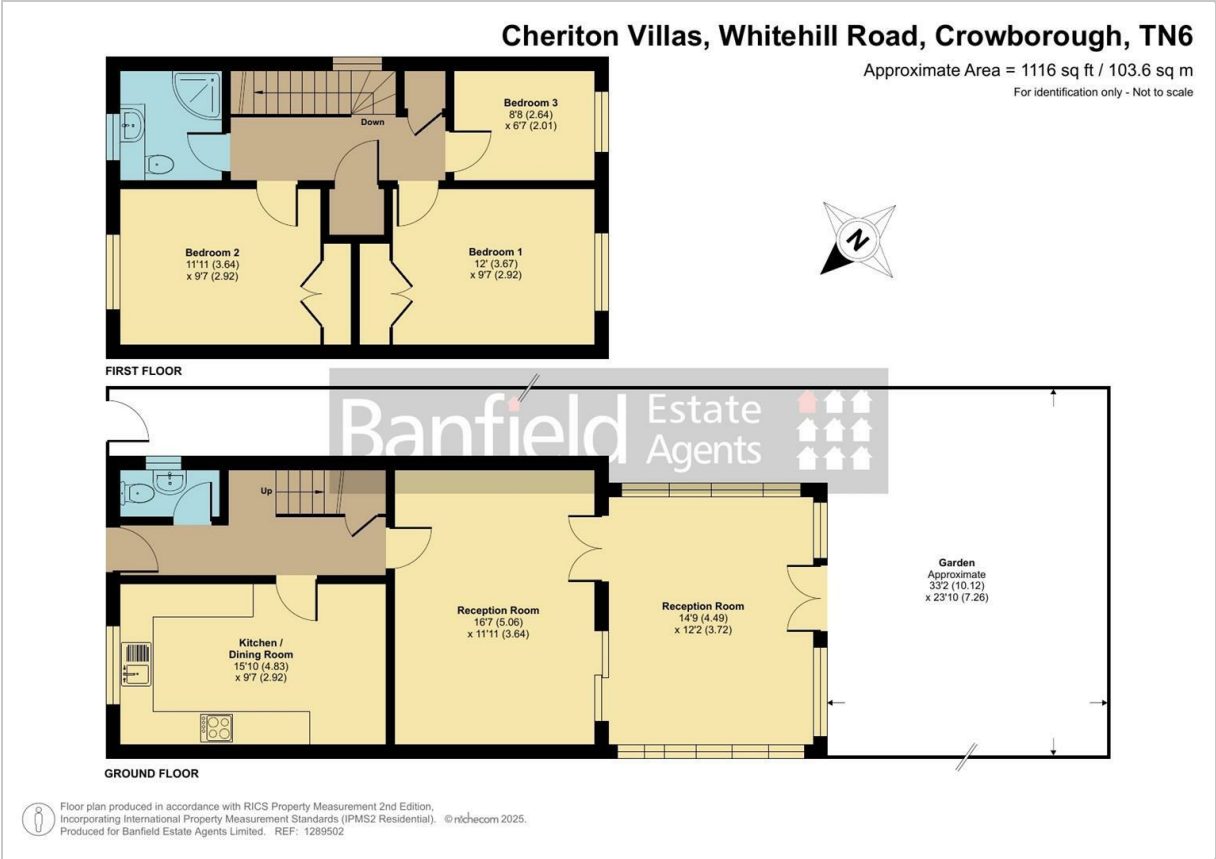 Cheriton Villas, Whitehill Road, Crowborough, TN6
Approximate Area = 1116 sq ft / 103.6 sq m
For identification only - Not to scale
Bedroom 3
8'8 (2.64)
x 6'7 (2.01)
Down
Bedroom 2
11'11 (3.64)
x 9'7 (2.92)
Bedroom 1
12' (3.67)
x 9'7 (2.92)
N
FIRST FLOOR
Banfield Estate
Agents
Up
Garden
Approximate
33'2 (10.12)
x 23'10 (7.26)
Reception Room
16'7 (5.06)
x 11'11 (3.64)
Reception Room
14'9 (4.49)
x 12'2 (3.72)
Kitchen /
Dining Room
15'10 (4.83)
x 9'7 (2.92)
GROUND FLOOR
Floor plan produced in accordance with RICS Property Measurement 2nd Edition,
Incorporating International Property Measurement Standards (IPMS2 Residential). © nichecom 2025.
Produced for Banfield Estate Agents Limited. REF: 1289502